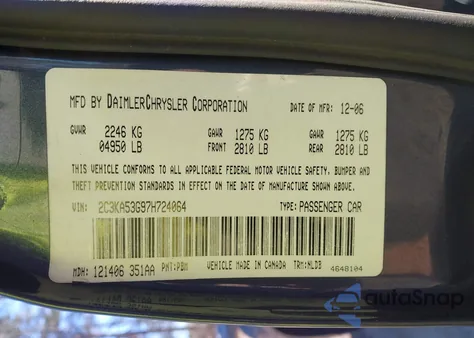 MFD BY DAIMLERCHRYSLER CORPORATION DATE OF MFR: 12-06
GVWR 2246 KG GAWR 1275 KG GAWR 1275 KG
04950 LB FRONT 2810 LB REAR 2810 LB
THIS VEHICLE CONFORMS TO ALL APPLICABLE FEDERAL MOTOR VEHICLE SAFETY, BUMPER AND
THEFT PREVENTION STANDARDS IN EFFECT ON THE DATE OF MANUFACTURE SHOWN ABOVE.
VIN: 2C3KA53G97H724064 TYPE: PASSENGER CAR
MDH: 121406 351AA PNT: PBM VEHICLE MADE IN CANADA TRM: NLDB 4648104
autoSnap